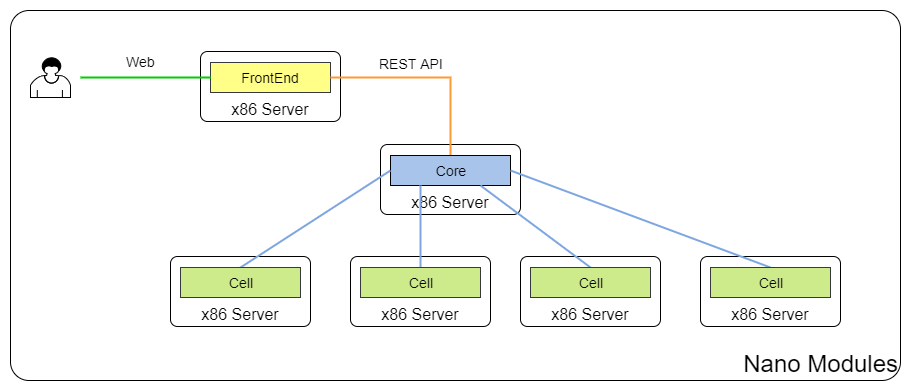 Web
FrontEnd
x86 Server
REST API
Core
x86 Server
Cell
x86 Server
Cell
x86 Server
Cell
x86 Server
Cell
x86 Server
Nano Modules